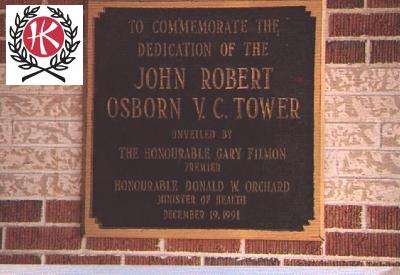 HK
TO COMMEMORATE THE
DEDICATION OF THE
JOHN ROBERT
OSBORN V.C. TOWER
UNVEILED BY
THE HONOURABLE GARY FILMON
PREMIER
HONOURABLE DONALD W. ORCHARD
MINISTER OF HEALTH
DECEMBER 19, 1991